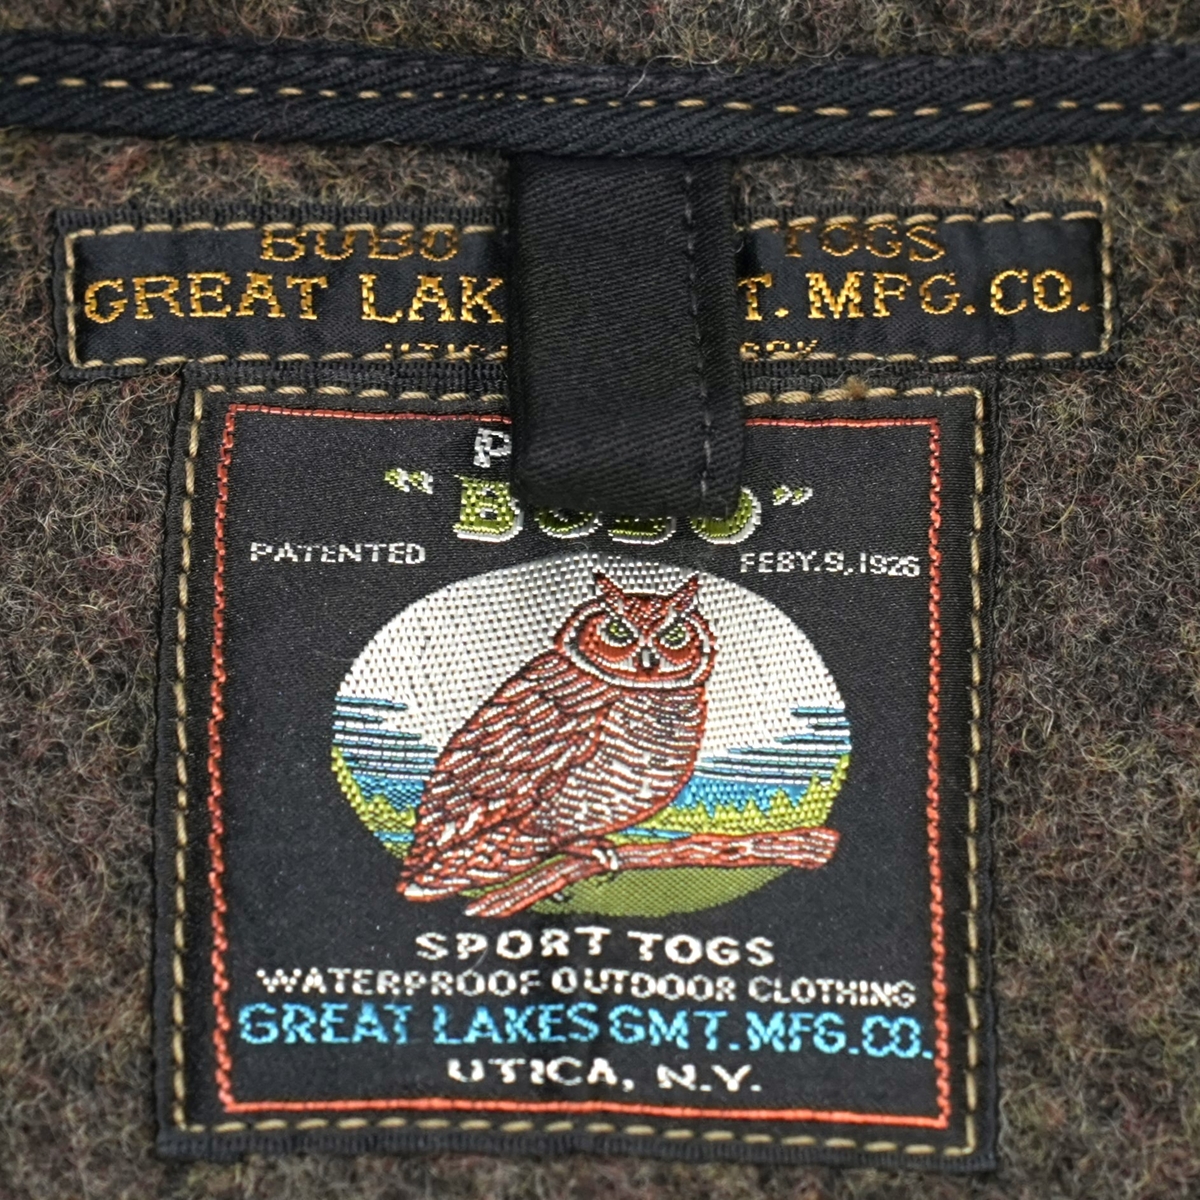 BUBO TOGS
GREAT LAK T. MFG. CO.
"BUBO"
PATENTED FEBY. 9, 1926
SPORT TOGS
WATERPROOF OUTDOOR CLOTHING
GREAT LAKES GMT. MFG. CO.
UTICA, N.Y.